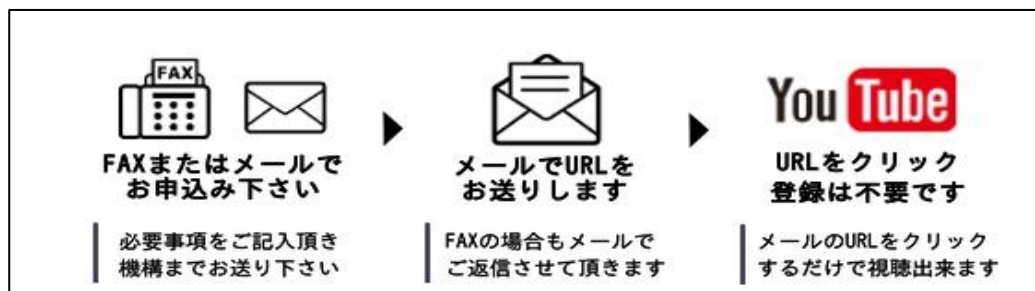 FAX
FAXまたはメールで
お申込み下さい
必要事項をご記入頂き
機構までお送り下さい
メールでURLを
お送りします
FAXの場合もメールで
ご返信させて頂きます
YouTube
URLをクリック
登録は不要です
メールのURLをクリック
するだけで視聴出来ます